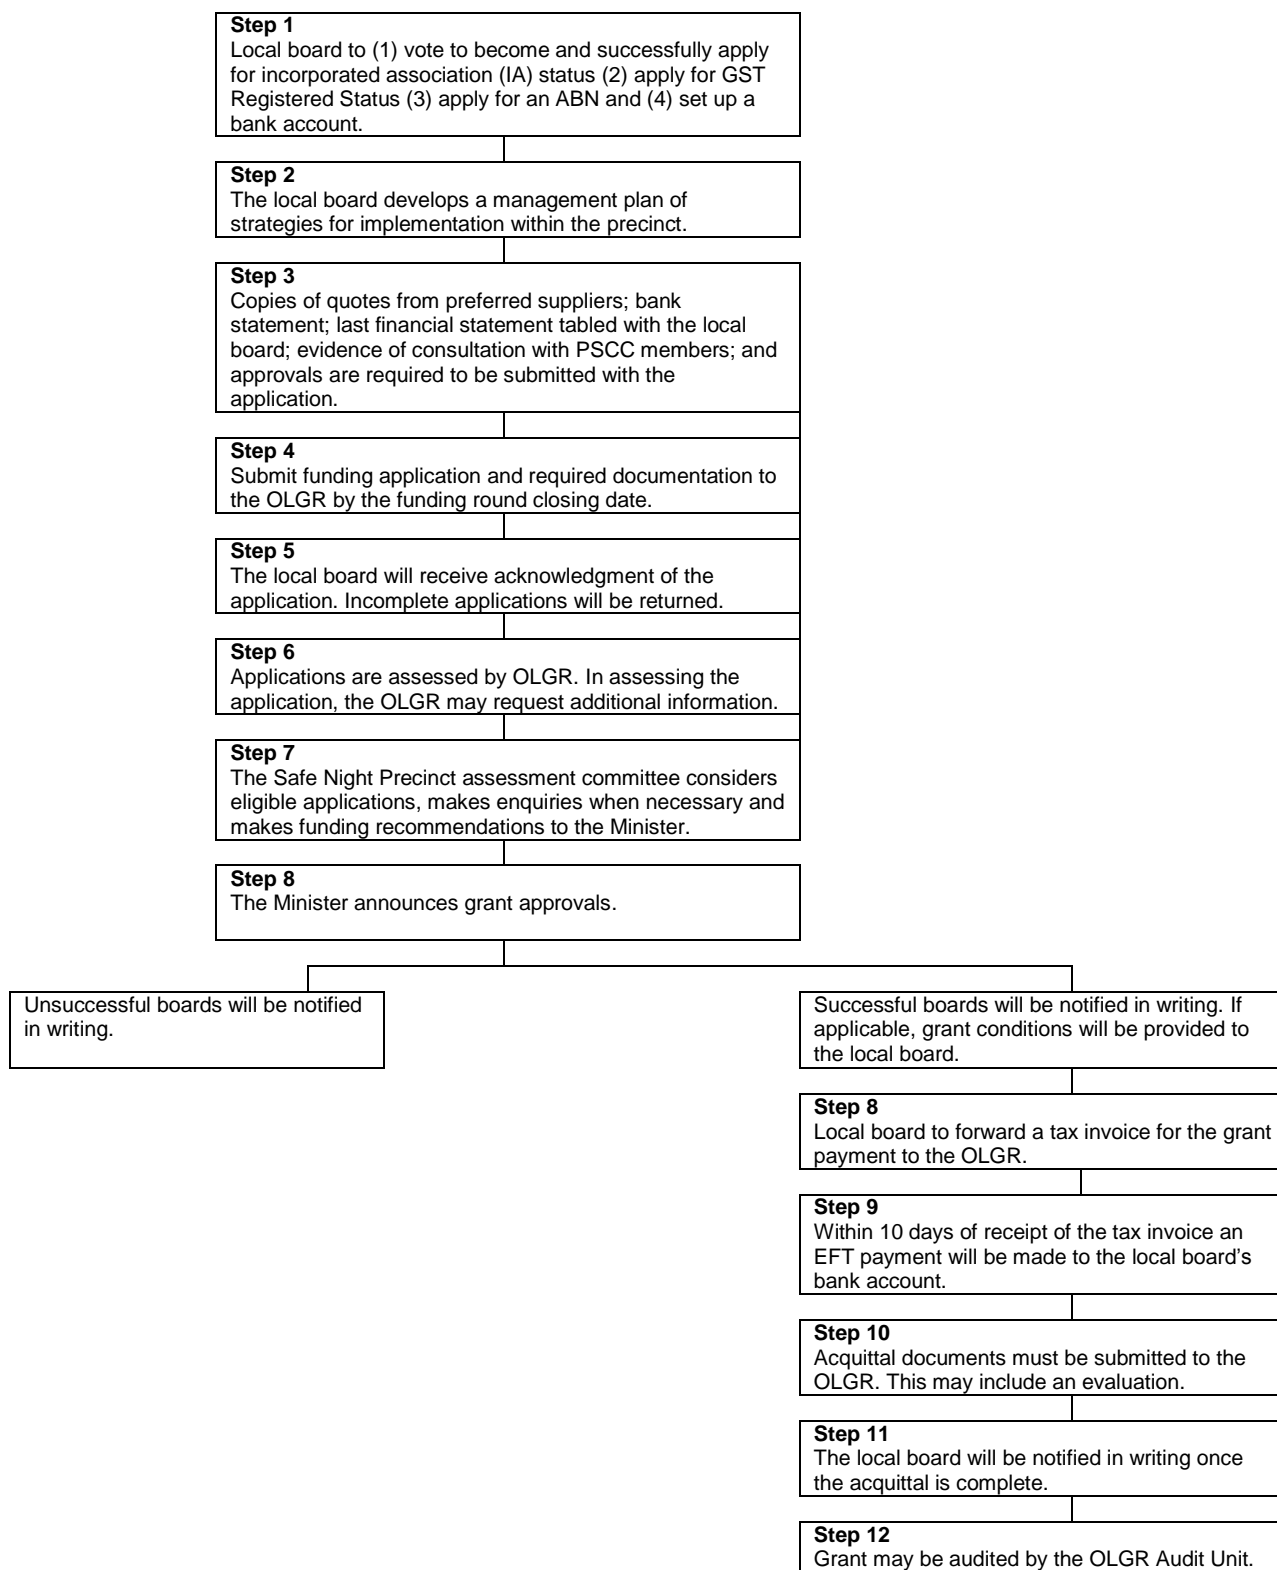 Step 1
Local board to (1) vote to become and successfully apply
for incorporated association (IA) status (2) apply for GST
Registered Status (3) apply for an ABN and (4) set up a
bank account.
Step 2
The local board develops a management plan of
strategies for implementation within the precinct.
Step 3
Copies of quotes from preferred suppliers; bank
statement; last financial statement tabled with the local
board; evidence of consultation with PSCC members; and
approvals are required to be submitted with the
application.
Step 4
Submit funding application and required documentation to
the OLGR by the funding round closing date.
Step 5
The local board will receive acknowledgment of the
application. Incomplete applications will be returned.
Step 6
Applications are assessed by OLGR. In assessing the
application, the OLGR may request additional information.
Step 7
The Safe Night Precinct assessment committee considers
eligible applications, makes enquiries when necessary and
makes funding recommendations to the Minister.
Step 8
The Minister announces grant approvals.
Unsuccessful boards will be notified
in writing.
Successful boards will be notified in writing. If
applicable, grant conditions will be provided to
the local board.
Step 8
Local board to forward a tax invoice for the grant
payment to the OLGR.
Step 9
Within 10 days of receipt of the tax invoice an
EFT payment will be made to the local board’s
bank account.
Step 10
Acquittal documents must be submitted to the
OLGR. This may include an evaluation.
Step 11
The local board will be notified in writing once
the acquittal is complete.
Step 12
Grant may be audited by the OLGR Audit Unit.